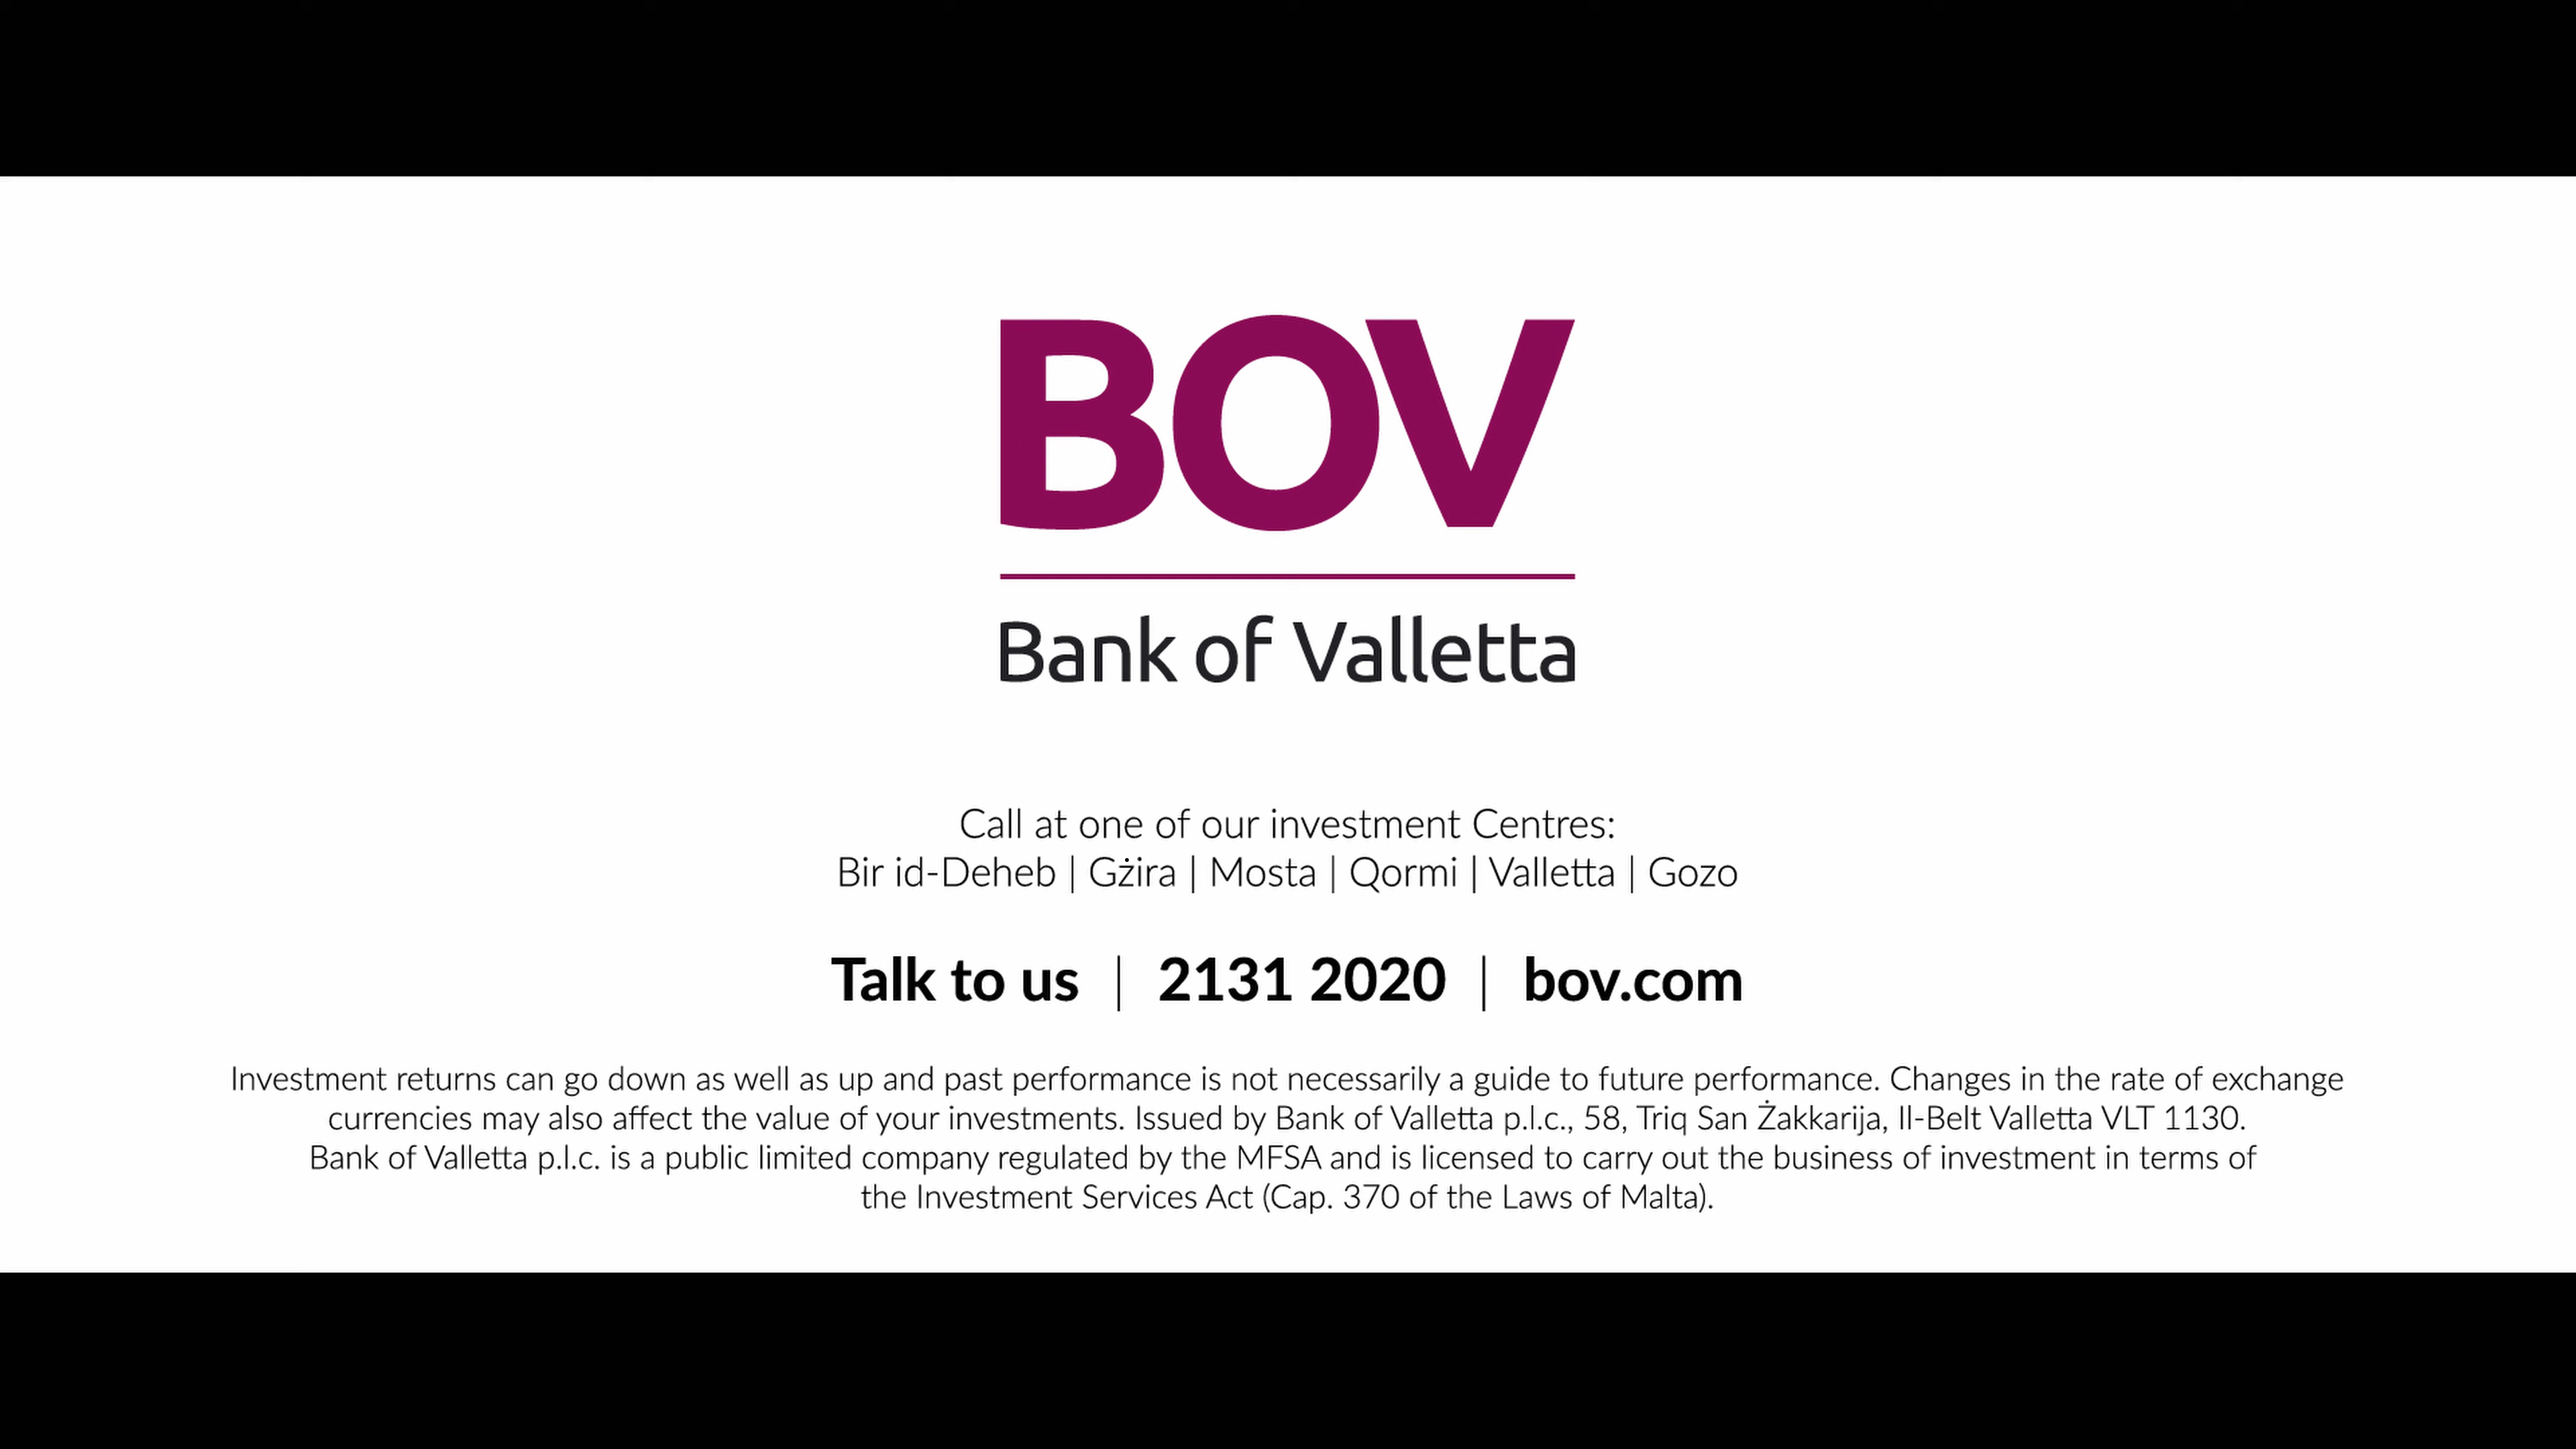 BOV
Bank of Valletta
Call at one of our investment Centres:
Bir id-Deheb | Gżira | Mosta | Qormi | Valletta | Gozo
Talk to us | 2131 2020 | bov.com
Investment returns can go down as well as up and past performance is not necessarily a guide to future performance. Changes in the rate of exchange
currencies may also affect the value of your investments. Issued by Bank of Valletta p.l.c., 58, Triq San Żakkarija, Il-Belt Valletta VLT 1130.
Bank of Valletta p.l.c. is a public limited company regulated by the MFSA and is licensed to carry out the business of investment in terms of
the Investment Services Act (Cap. 370 of the Laws of Malta).